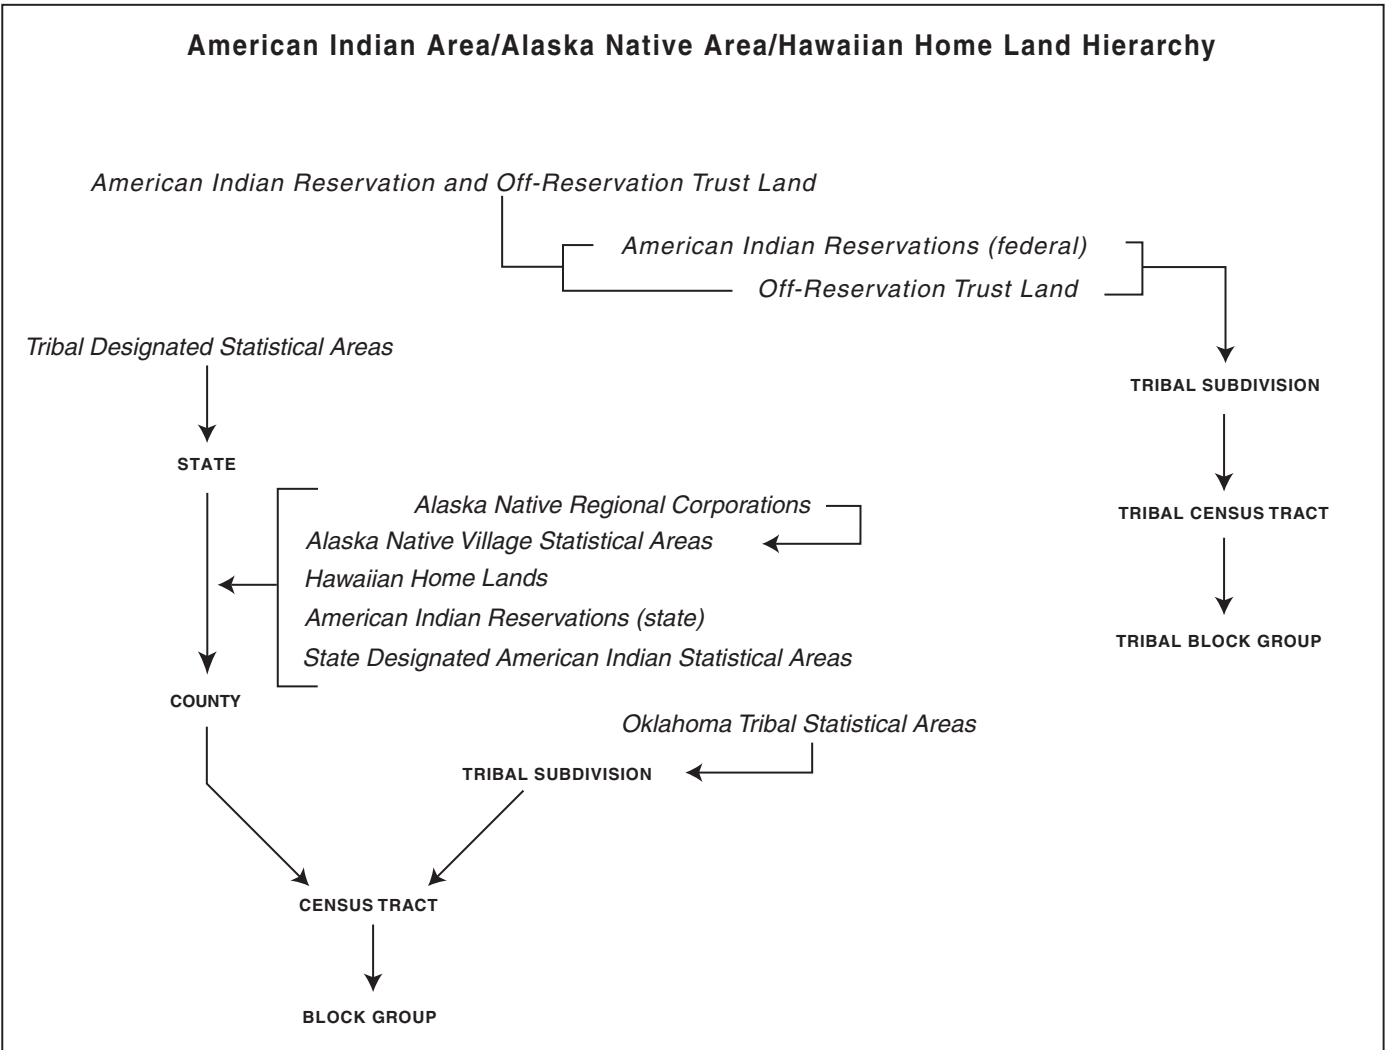 American Indian Area/Alaska Native Area/Hawaiian Home Land Hierarchy
American Indian Reservation and Off-Reservation Trust Land
American Indian Reservations (federal)
Off-Reservation Trust Land
Tribal Designated Statistical Areas
TRIBAL SUBDIVISION
STATE
Alaska Native Regional Corporations
TRIBAL CENSUS TRACT
Alaska Native Village Statistical Areas
Hawaiian Home Lands
American Indian Reservations (state)
TRIBAL BLOCK GROUP
State Designated American Indian Statistical Areas
COUNTY
Oklahoma Tribal Statistical Areas
TRIBAL SUBDIVISION
CENSUS TRACT
BLOCK GROUP